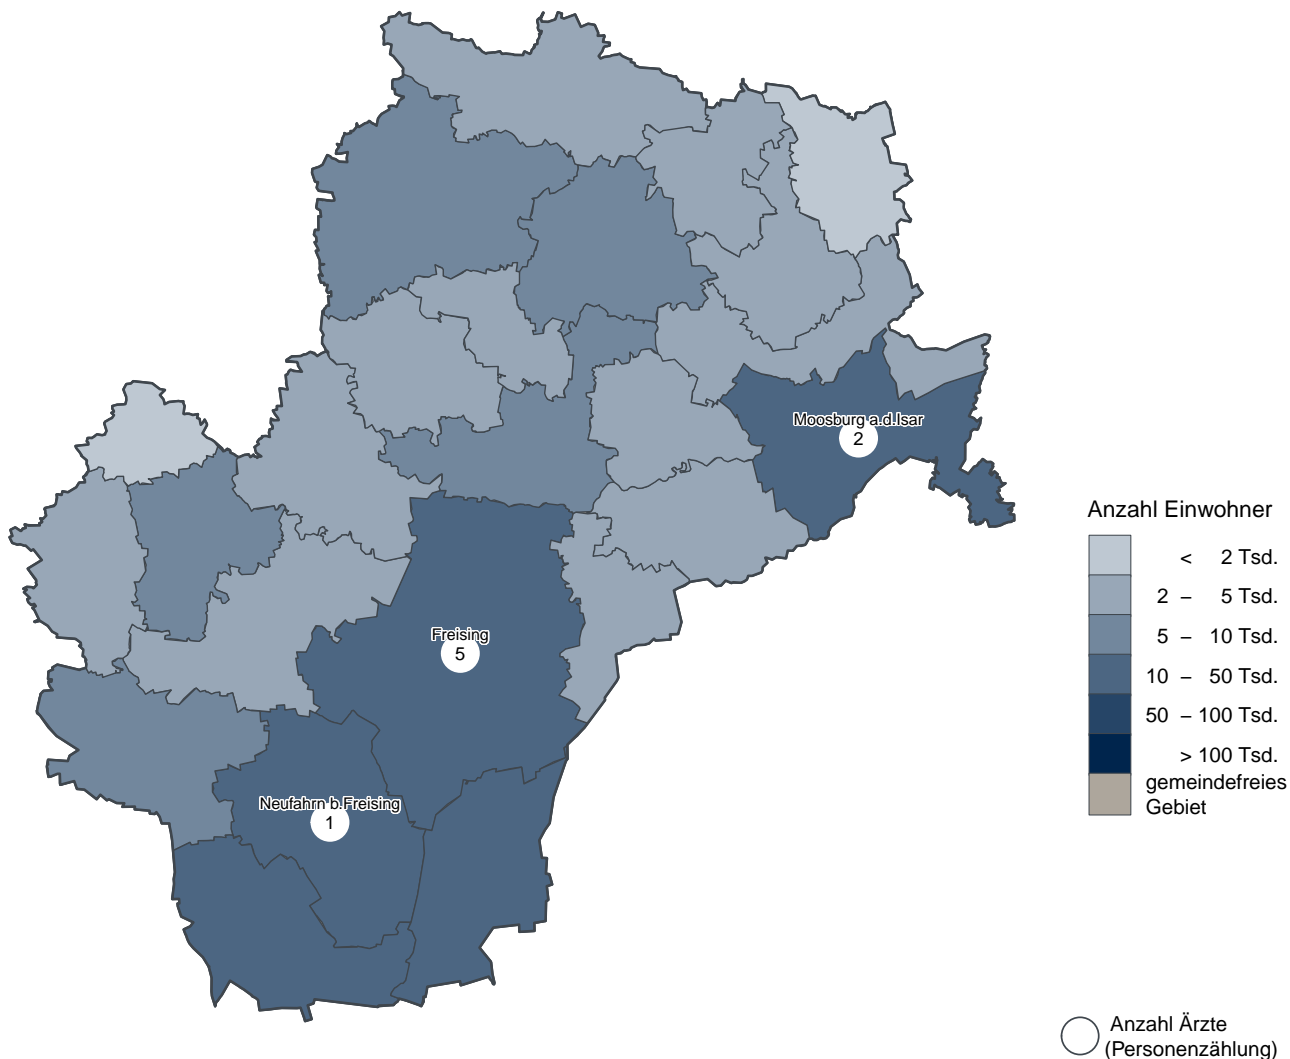 Moosburg a.d.Isar
2
Freising
5
Neufahrn b.Freising
1
Anzahl Einwohner
< 2 Tsd.
2 – 5 Tsd.
5 – 10 Tsd.
10 – 50 Tsd.
50 – 100 Tsd.
> 100 Tsd.
gemeindefreies
Gebiet
Anzahl Ärzte
(Personenzählung)